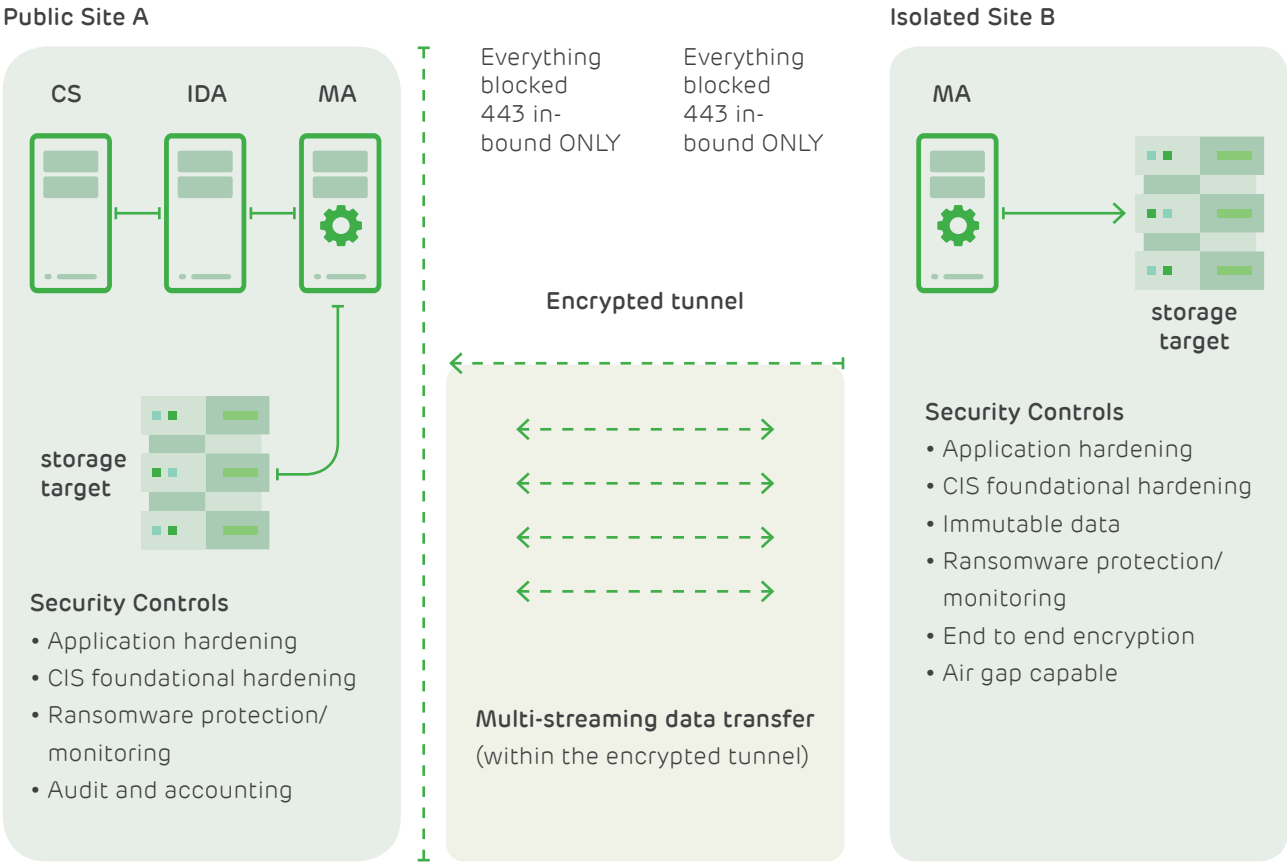 Public Site A
CS
IDA
MA
storage
target
Security Controls
• Application hardening
• CIS foundational hardening
• Ransomware protection/
monitoring
• Audit and accounting
Everything
blocked
443 in-
bound ONLY
Everything
blocked
443 in-
bound ONLY
Encrypted tunnel
Multi-streaming data transfer
(within the encrypted tunnel)
Isolated Site B
MA
storage
target
Security Controls
• Application hardening
• CIS foundational hardening
• Immutable data
• Ransomware protection/
monitoring
• End to end encryption
• Air gap capable